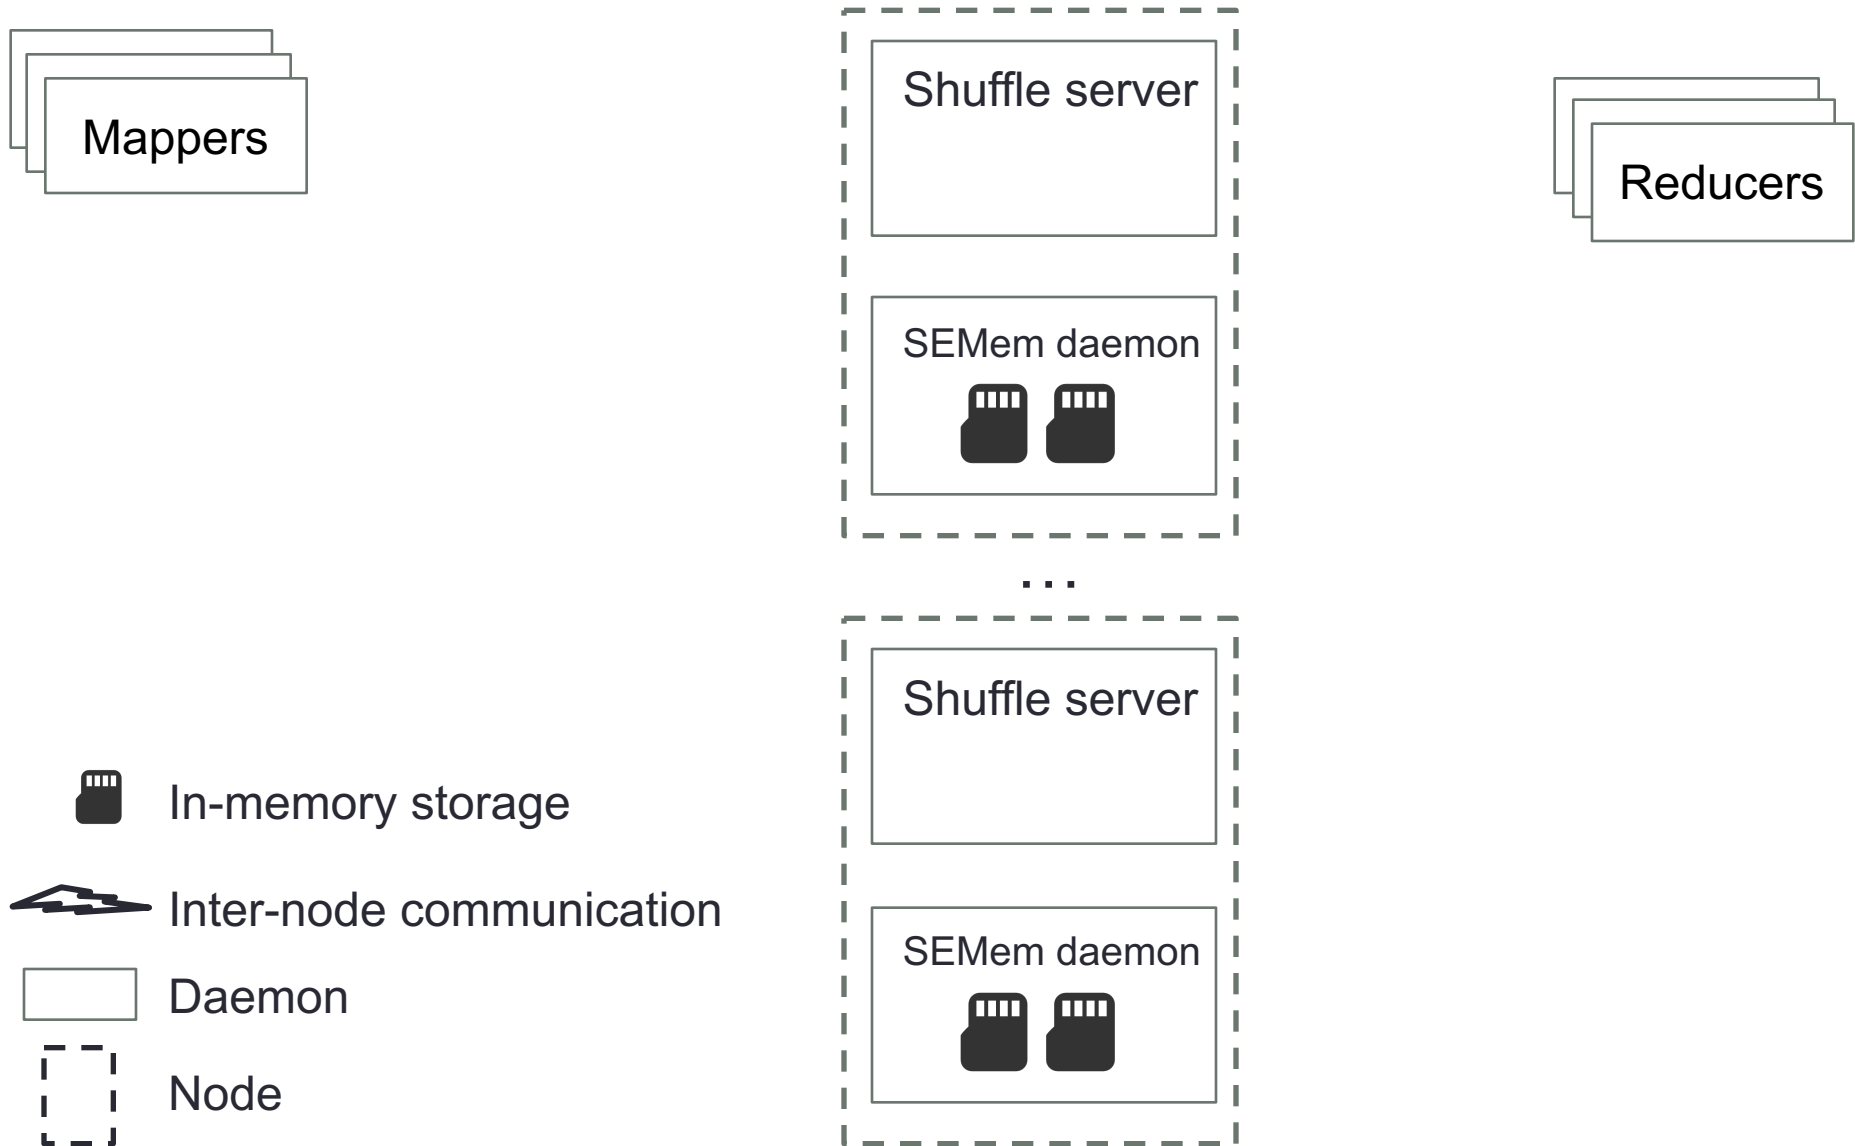 Mappers
Shuffle server
Reducers
SEMem daemon
...
Shuffle server
In-memory storage
Inter-node communication
SEMem daemon
Daemon
Node